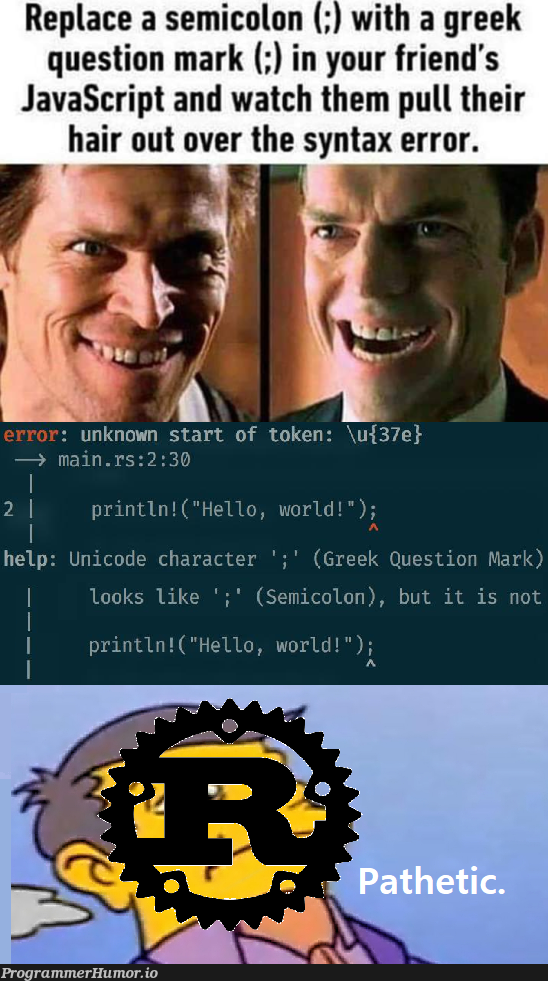 Replace a semicolon (;) with a greek
question mark (;) in your friend's
JavaScript and watch them pull their
hair out over the syntax error.
error: unknown start of token: \u{37e}
--> main.rs:2:30
|
2 | println!("Hello, world!");
| ^
help: Unicode character ';' (Greek Question Mark)
| looks like ';' (Semicolon), but it is not
|
| println!("Hello, world!");
| ^
R
Pathetic.
ProgrammerHumor.io